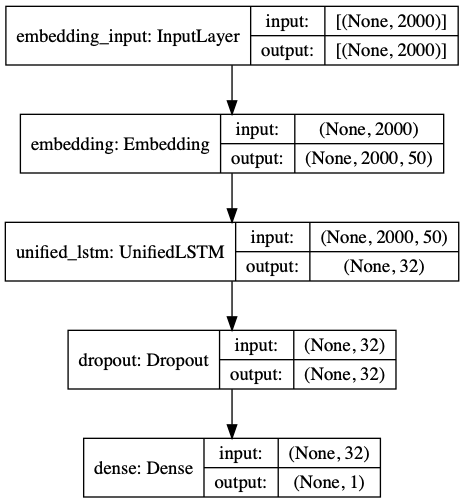 embedding_input: InputLayer
input: [(None, 2000)]
output: [(None, 2000)]
embedding: Embedding
input: (None, 2000)
output: (None, 2000, 50)
unified_lstm: UnifiedLSTM
input: (None, 2000, 50)
output: (None, 32)
dropout: Dropout
input: (None, 32)
output: (None, 32)
dense: Dense
input: (None, 32)
output: (None, 1)